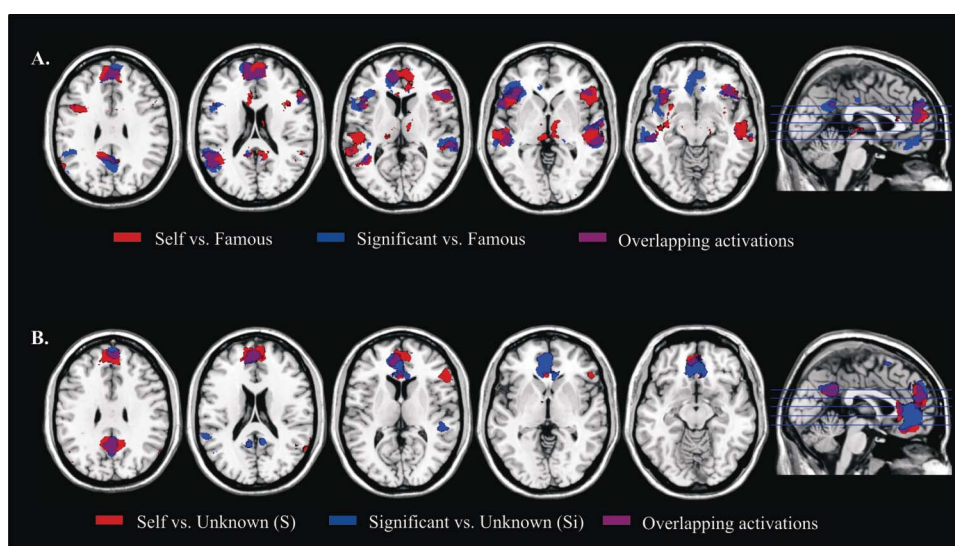 A.
Self vs. Famous Significant vs. Famous Overlapping activations
B.
Self vs. Unknown (S) Significant vs. Unknown (Si) Overlapping activations